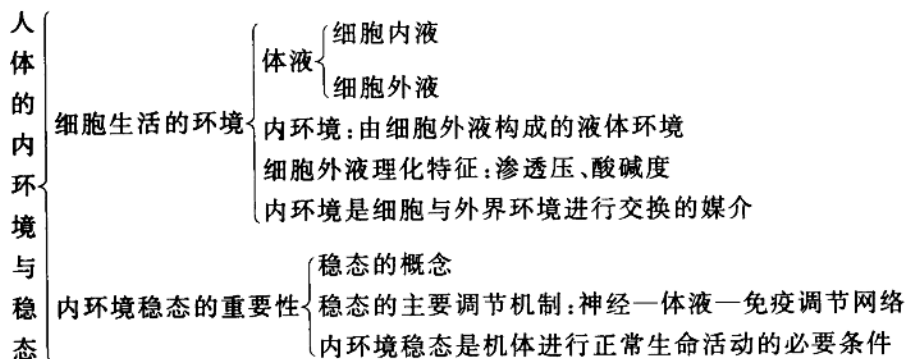 人体的内环境与稳态
细胞生活的环境
体液
细胞内液
细胞外液
内环境:由细胞外液构成的液体环境
细胞外液理化特征:渗透压、酸碱度
内环境是细胞与外界环境进行交换的媒介
内环境稳态的重要性
稳态的概念
稳态的主要调节机制:神经—体液—免疫调节网络
内环境稳态是机体进行正常生命活动的必要条件